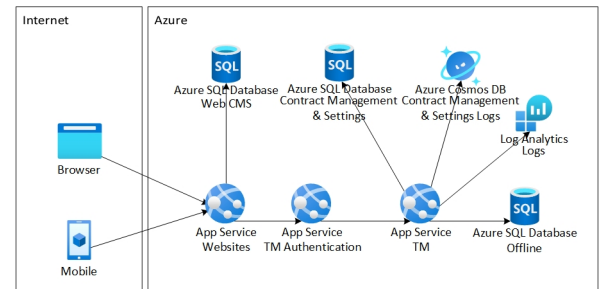 Internet
Azure
SQL
Azure SQL Database
Web CMS
SQL
Azure SQL Database
Contract Management
& Settings
Azure Cosmos DB
Contract Management
& Settings Logs
Log Analytics
Logs
Browser
Mobile
App Service
Websites
App Service
TM Authentication
App Service
TM
SQL
Azure SQL Database
Offline